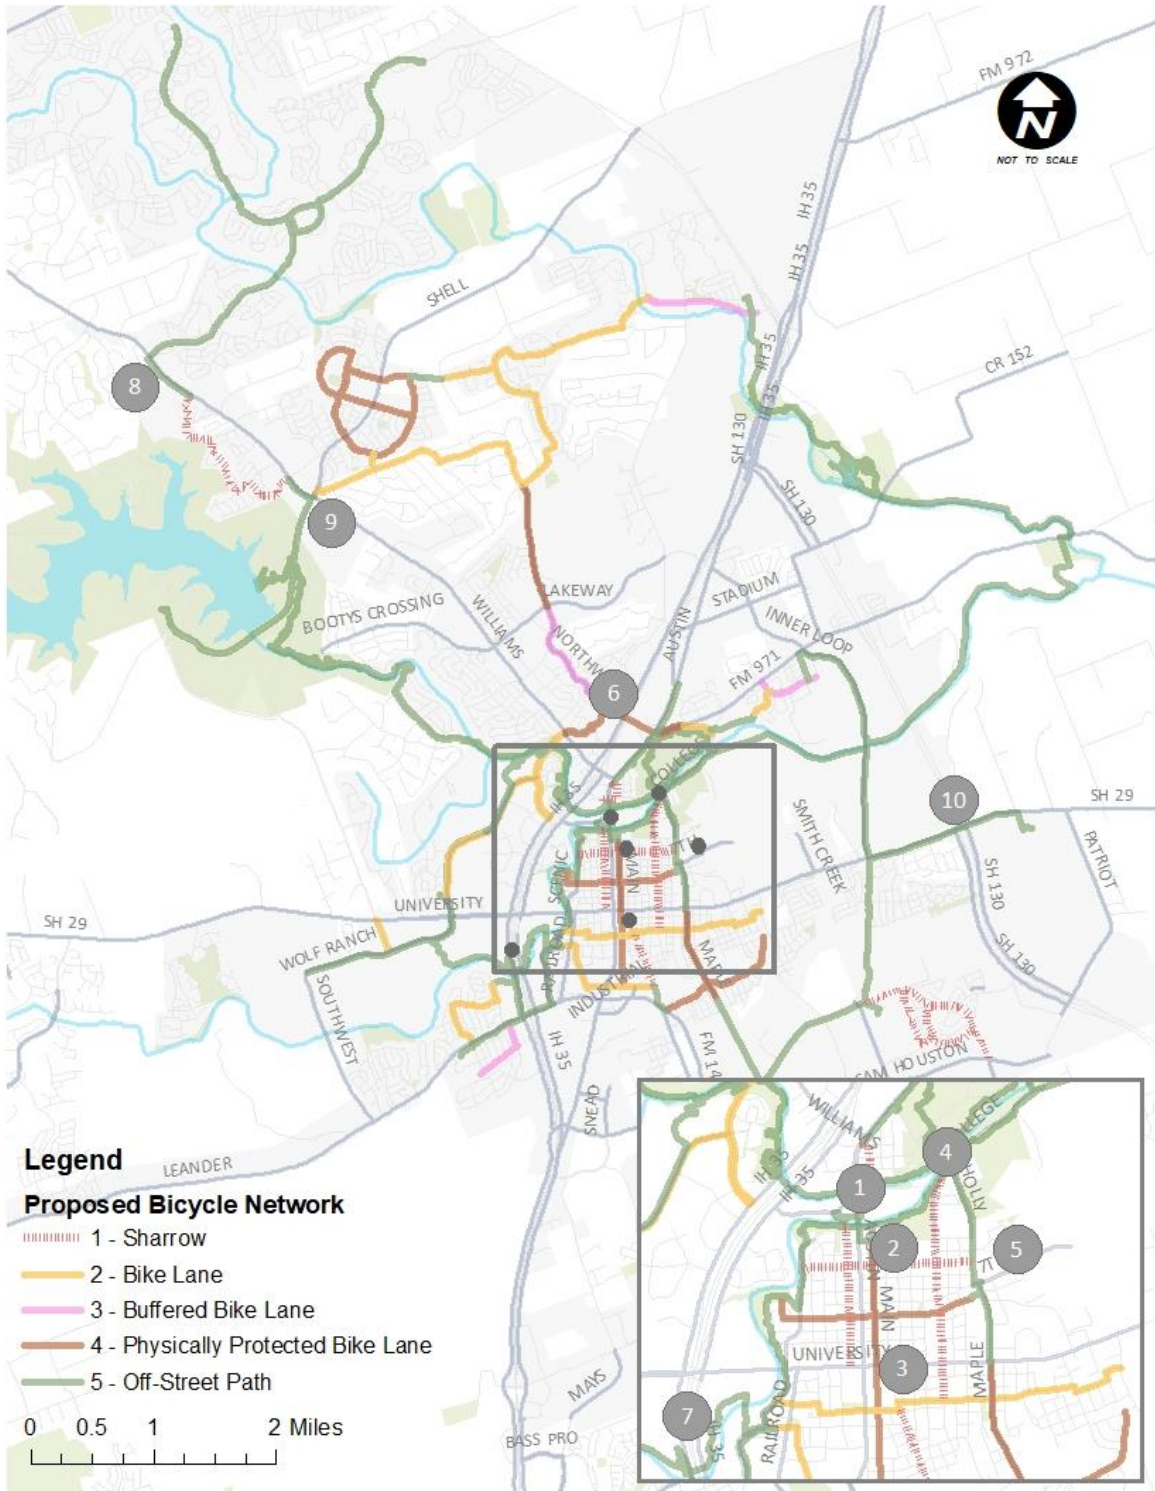 FM 972
N
NOT TO SCALE
IH 35
IH 35
SHELL
IH 35
CR 152
8
IH 35
SH 130
SH 130
9
LAKEWAY
STADIUM
BOOTYS CROSSING
WILLIAMS
INNER LOOP
AUSTIN
FM 971
6
COLLEGE
IH 35
10
SH 29
SMITH CREEK
PATRIOT
MAIN
SCENIC
UNIVERSITY
SH 130
SH 29
WOLF RANCH
RAILROAD
SH 130
INDUSTRIAL
SOUTHWEST
IH 35
FM 14
SAM HOUSTON
SNEAD
LEANDER
Legend
Proposed Bicycle Network
1 - Sharrow
2 - Bike Lane
3 - Buffered Bike Lane
4 - Physically Protected Bike Lane
5 - Off-Street Path
0 0.5 1 2 Miles
MAYS
BASS PRO
WILLIAMS
LLEGE
4
IH 35
IH 35
HOLLY
1
2
5
7T
MAIN
UNIVERSITY
3
MAPLE
7
RAILROAD
IH 35